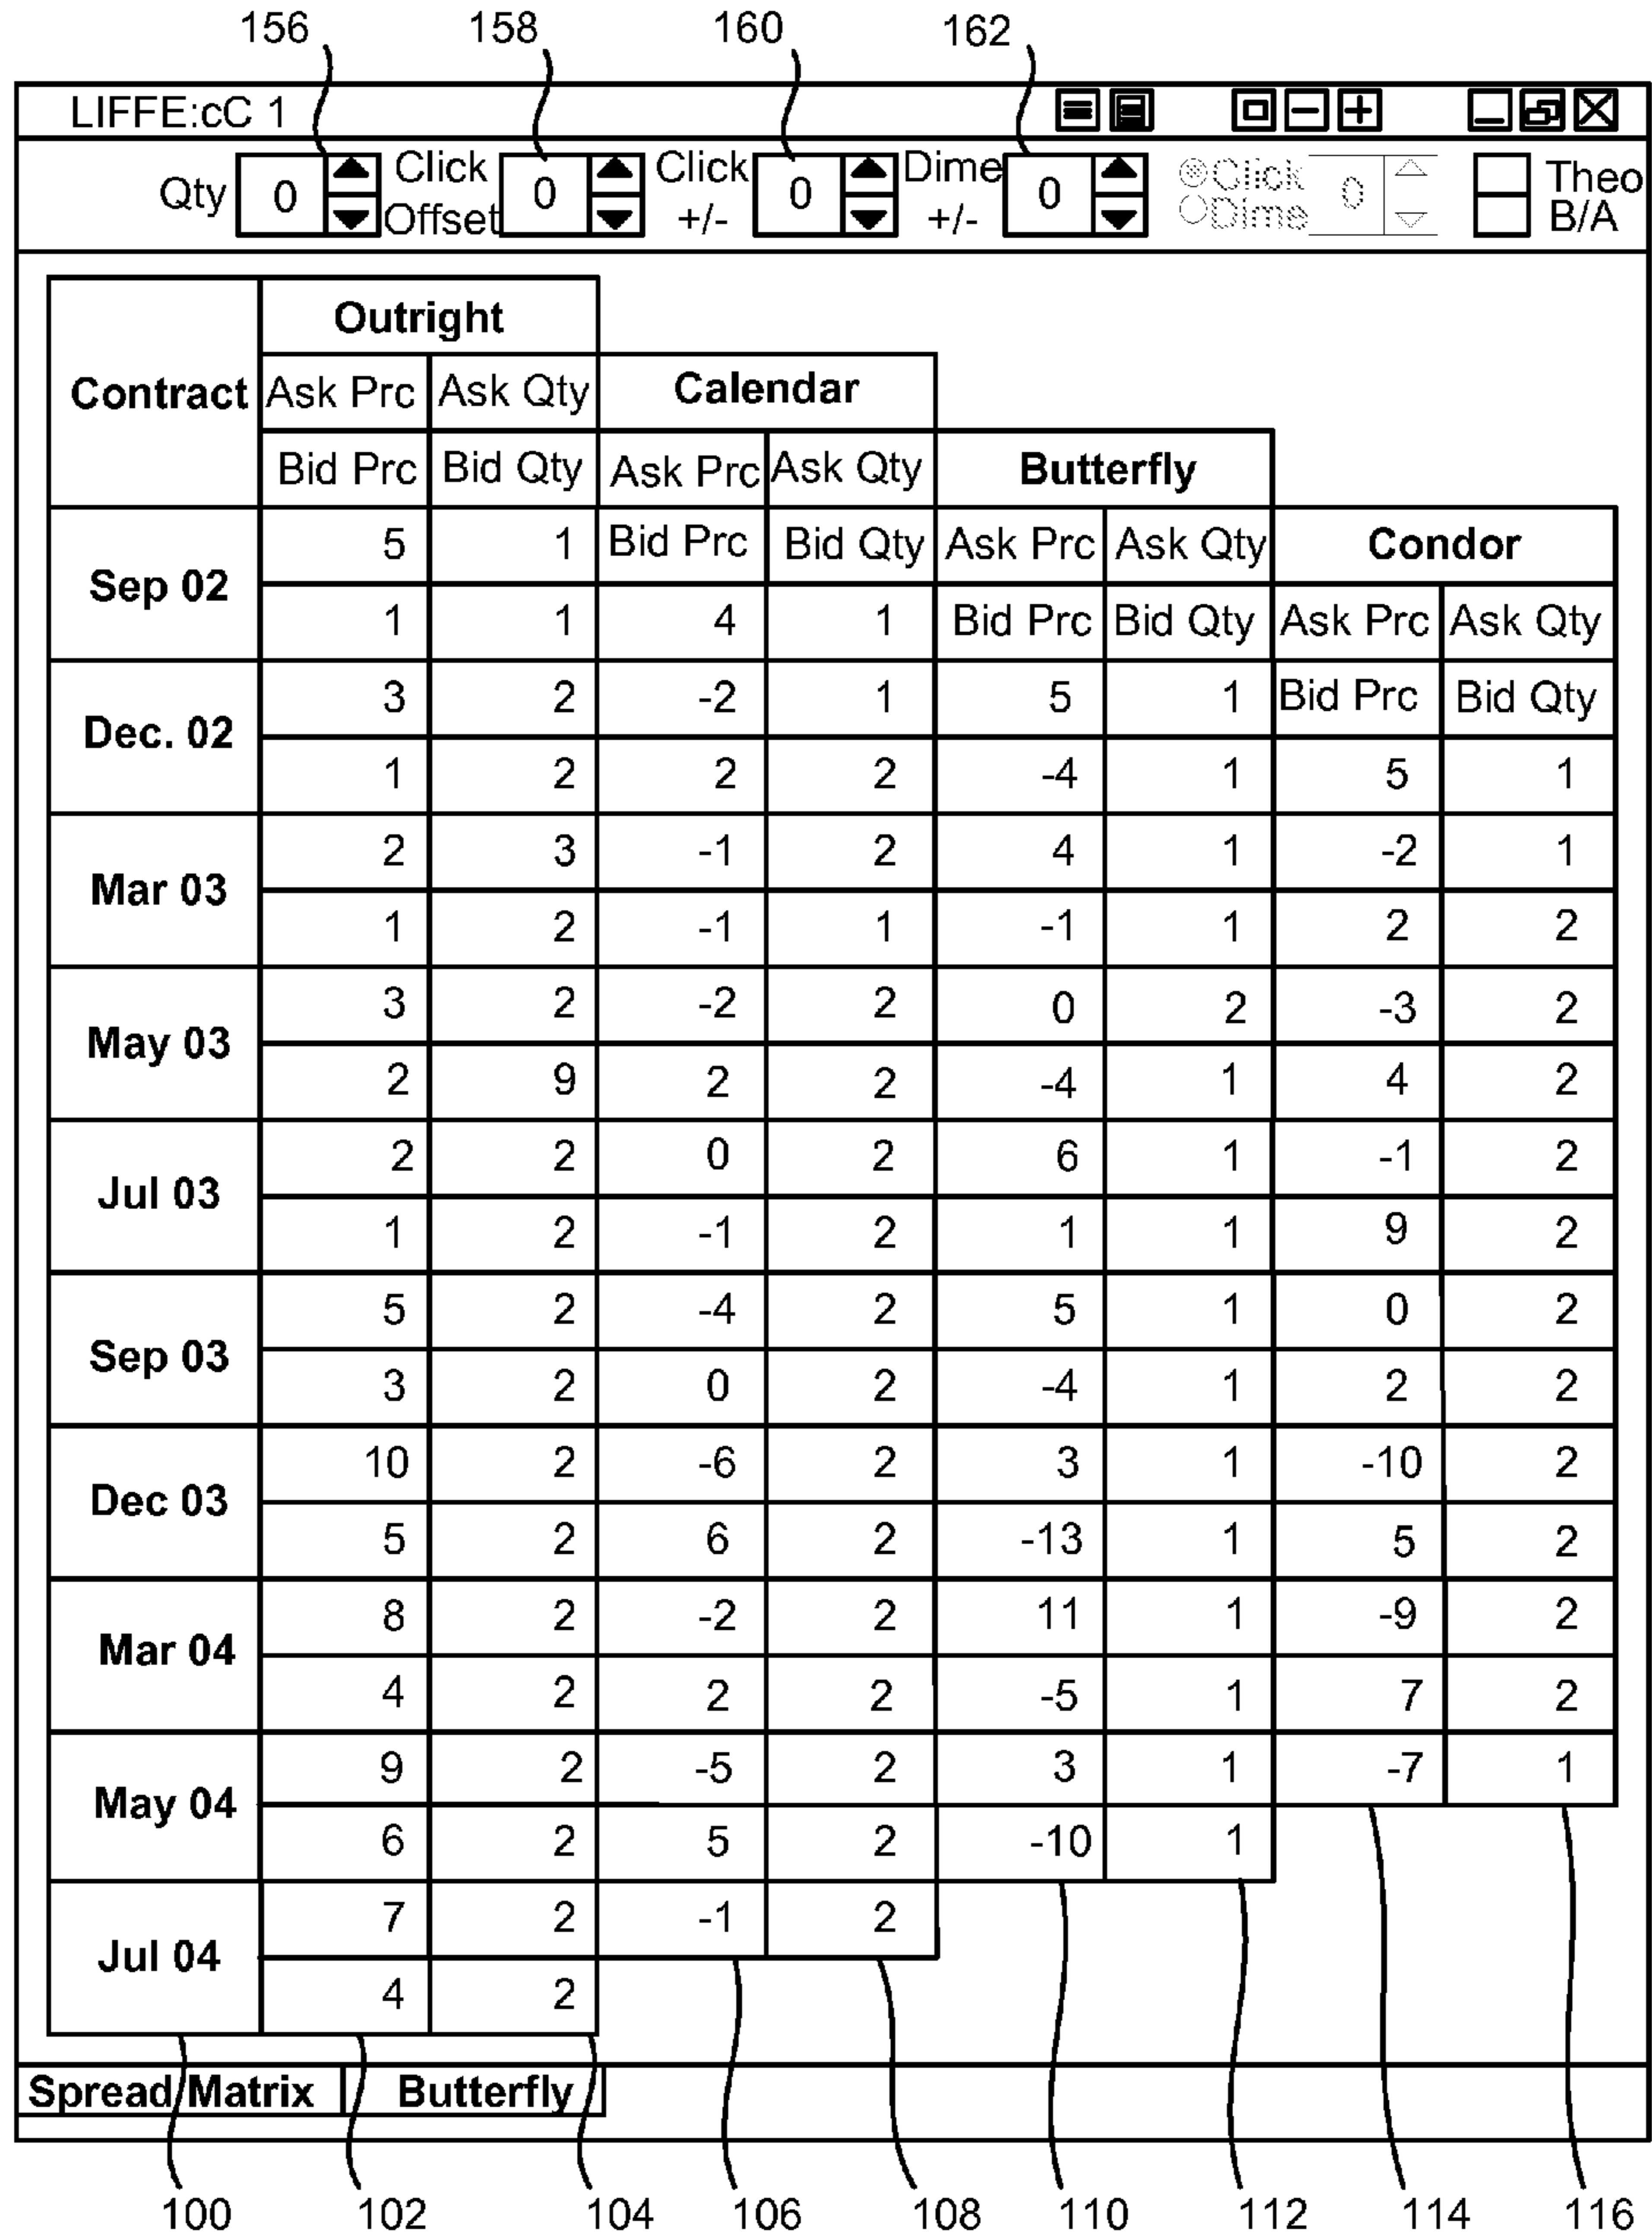 156 158 160 162
LIFFE:cC 1
Qty 0 Click Offset 0 Click +/- 0 Dime +/- 0 Click Dime 0 Theo B/A
Outright
Contract Ask Prc Ask Qty Calendar
Bid Prc Bid Qty Ask Prc Ask Qty Butterfly
Sep 02 5 1 Bid Prc Bid Qty Ask Prc Ask Qty Condor
1 1 4 1 Bid Prc Bid Qty Ask Prc Ask Qty
Dec. 02 3 2 -2 1 5 1 Bid Prc Bid Qty
1 2 2 2 -4 1 5 1
Mar 03 2 3 -1 2 4 1 -2 1
1 2 -1 1 -1 1 2 2
May 03 3 2 -2 2 0 2 -3 2
2 9 2 2 -4 1 4 2
Jul 03 2 2 0 2 6 1 -1 2
1 2 -1 2 1 1 9 2
Sep 03 5 2 -4 2 5 1 0 2
3 2 0 2 -4 1 2 2
Dec 03 10 2 -6 2 3 1 -10 2
5 2 6 2 -13 1 5 2
Mar 04 8 2 -2 2 11 1 -9 2
4 2 2 2 -5 1 7 2
May 04 9 2 -5 2 3 1 -7 1
6 2 5 2 -10 1
Jul 04 7 2 -1 2
4 2
Spread Matrix Butterfly
100 102 104 106 108 110 112 114 116